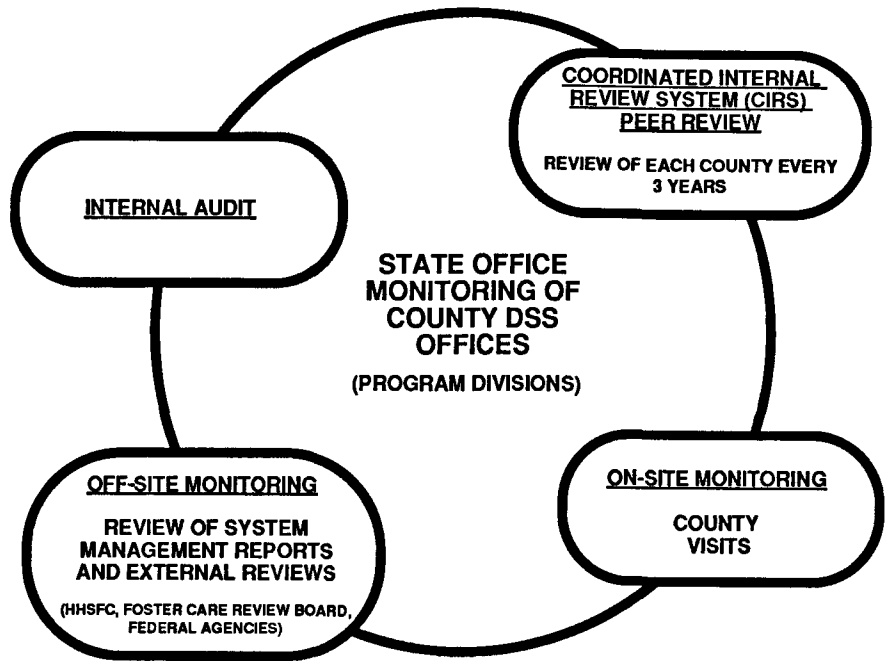 COORDINATED INTERNAL
REVIEW SYSTEM (CIRS)
PEER REVIEW
REVIEW OF EACH COUNTY EVERY
3 YEARS
INTERNAL AUDIT
STATE OFFICE
MONITORING OF
COUNTY DSS
OFFICES
(PROGRAM DIVISIONS)
OFF-SITE MONITORING
REVIEW OF SYSTEM
MANAGEMENT REPORTS
AND EXTERNAL REVIEWS
(HHSFC, FOSTER CARE REVIEW BOARD,
FEDERAL AGENCIES)
ON-SITE MONITORING
COUNTY
VISITS